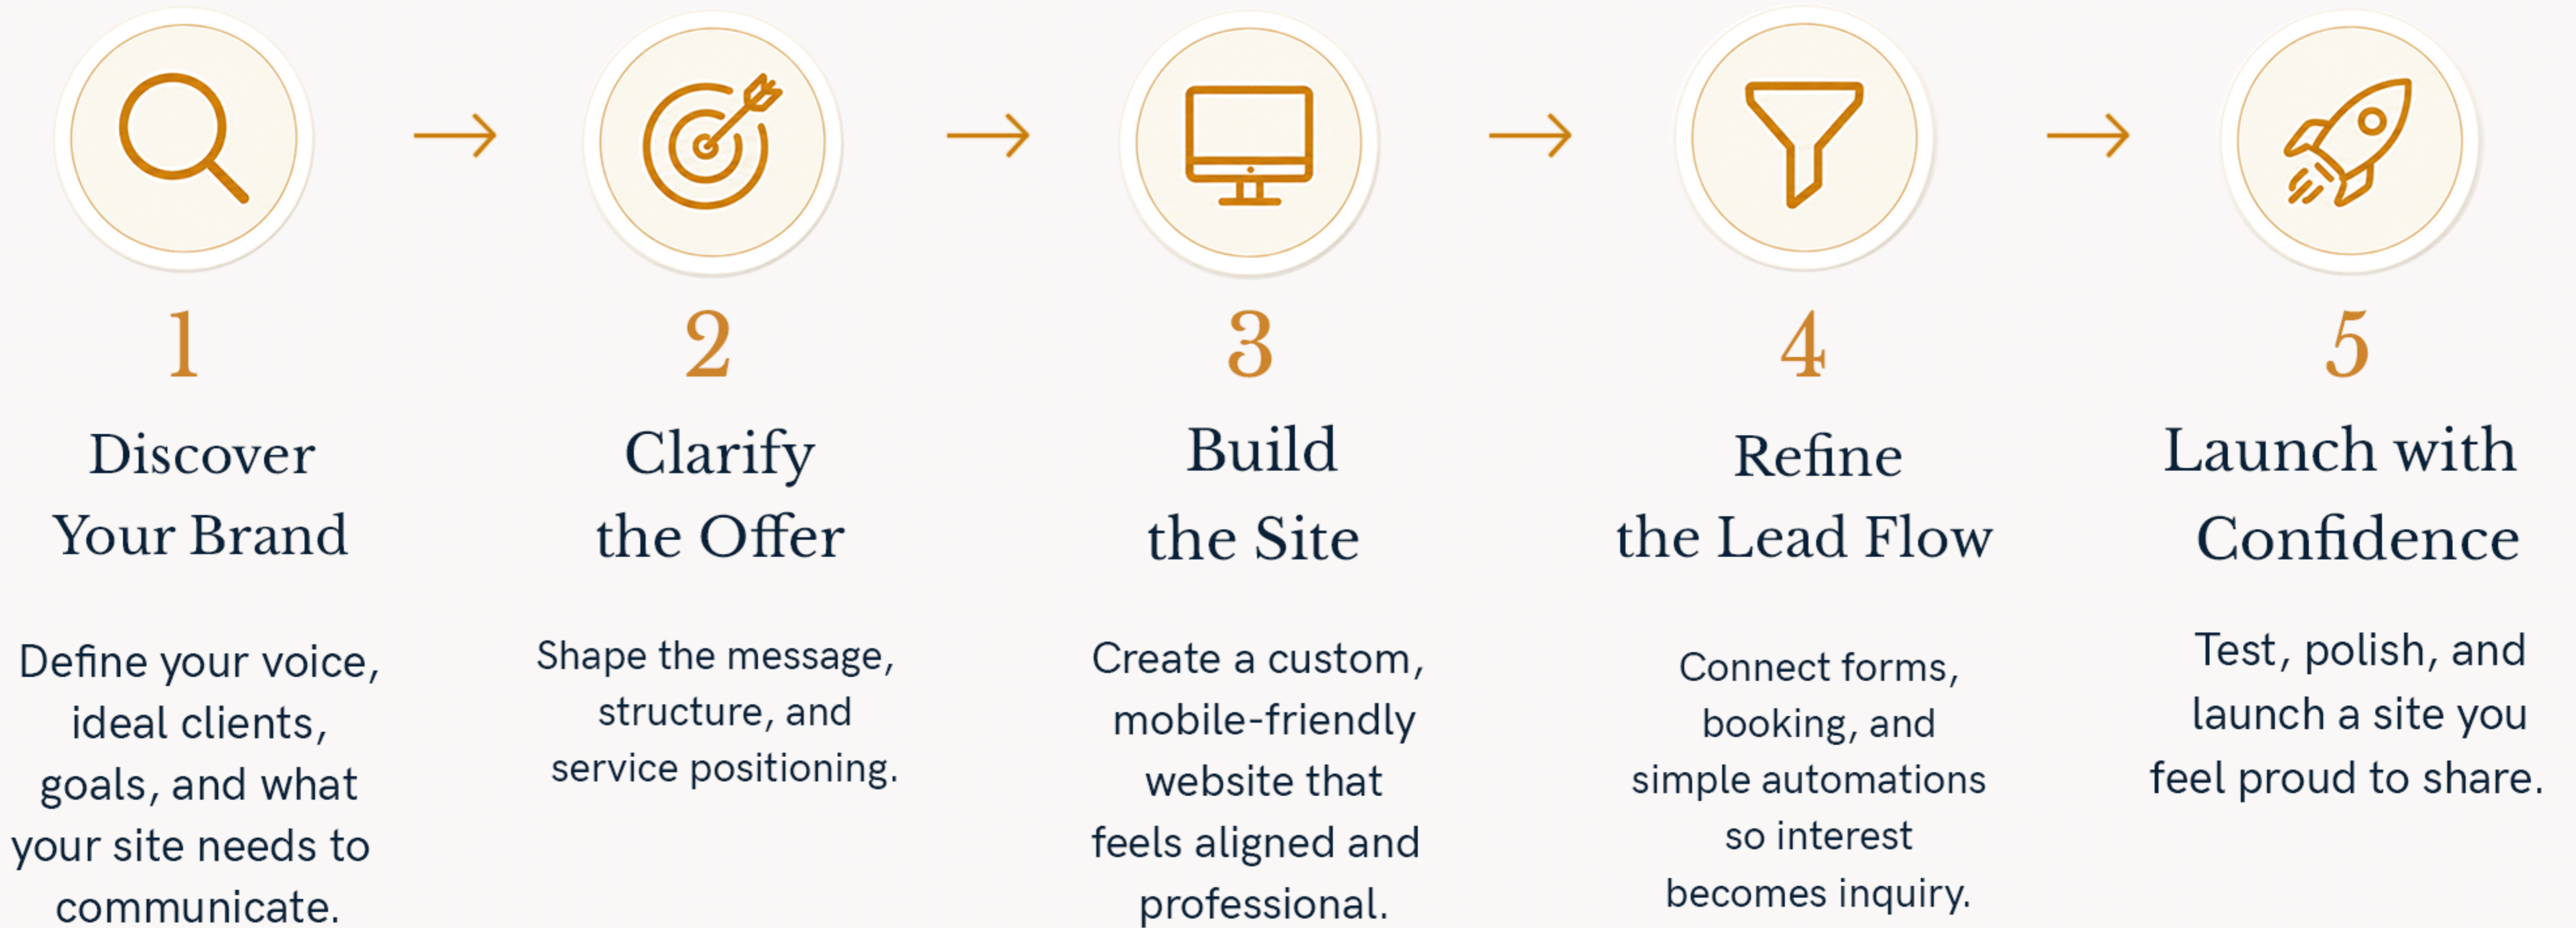 1
Discover
Your Brand
Define your voice,
ideal clients,
goals, and what
your site needs to
communicate.
2
Clarify
the Offer
Shape the message,
structure, and
service positioning.
3
Build
the Site
Create a custom,
mobile-friendly
website that
feels aligned and
professional.
4
Refine
the Lead Flow
Connect forms,
booking, and
simple automations
so interest
becomes inquiry.
5
Launch with
Confidence
Test, polish, and
launch a site you
feel proud to share.